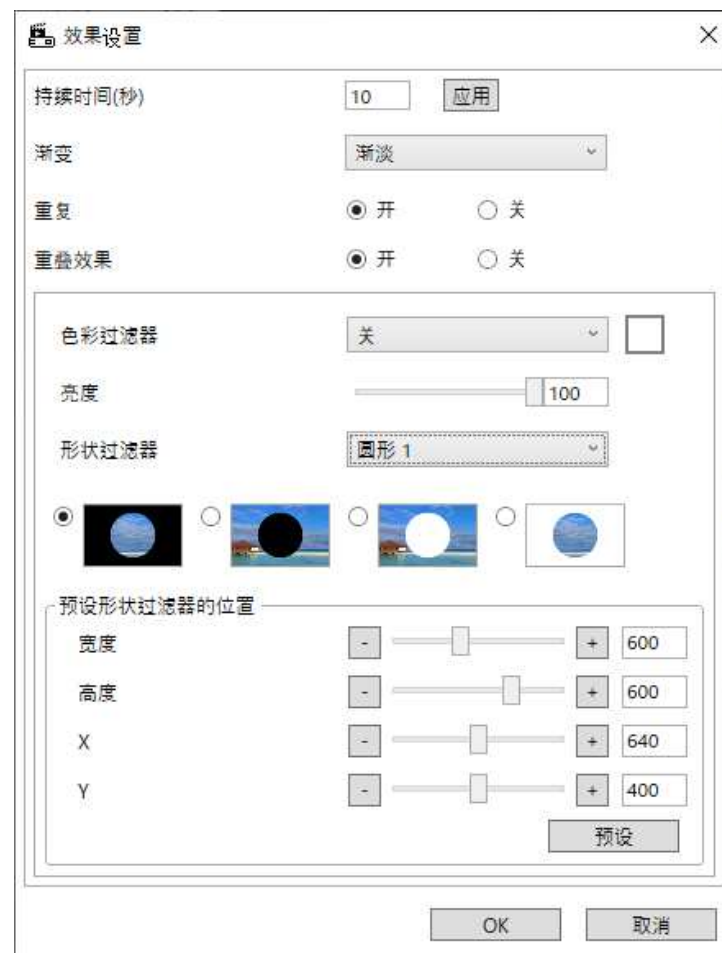 效果设置
持续时间(秒) 10 应用
渐变 渐淡
重复 开 关
重叠效果 开 关
色彩过滤器 关
亮度 100
形状过滤器 圆形 1
预设形状过滤器的位置
宽度 - + 600
高度 - + 600
X - + 640
Y - + 400
预设
OK 取消